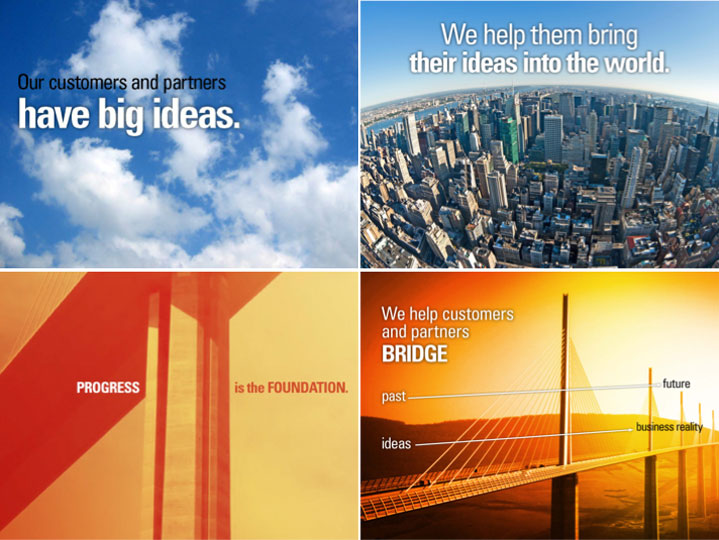 Our customers and partners
have big ideas.
We help them bring
their ideas into the world.
PROGRESS is the FOUNDATION.
We help customers
and partners
BRIDGE
past future
ideas business reality